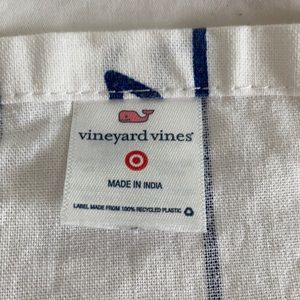 vineyard vines®
MADE IN INDIA
LABEL MADE FROM 100% RECYCLED PLASTIC